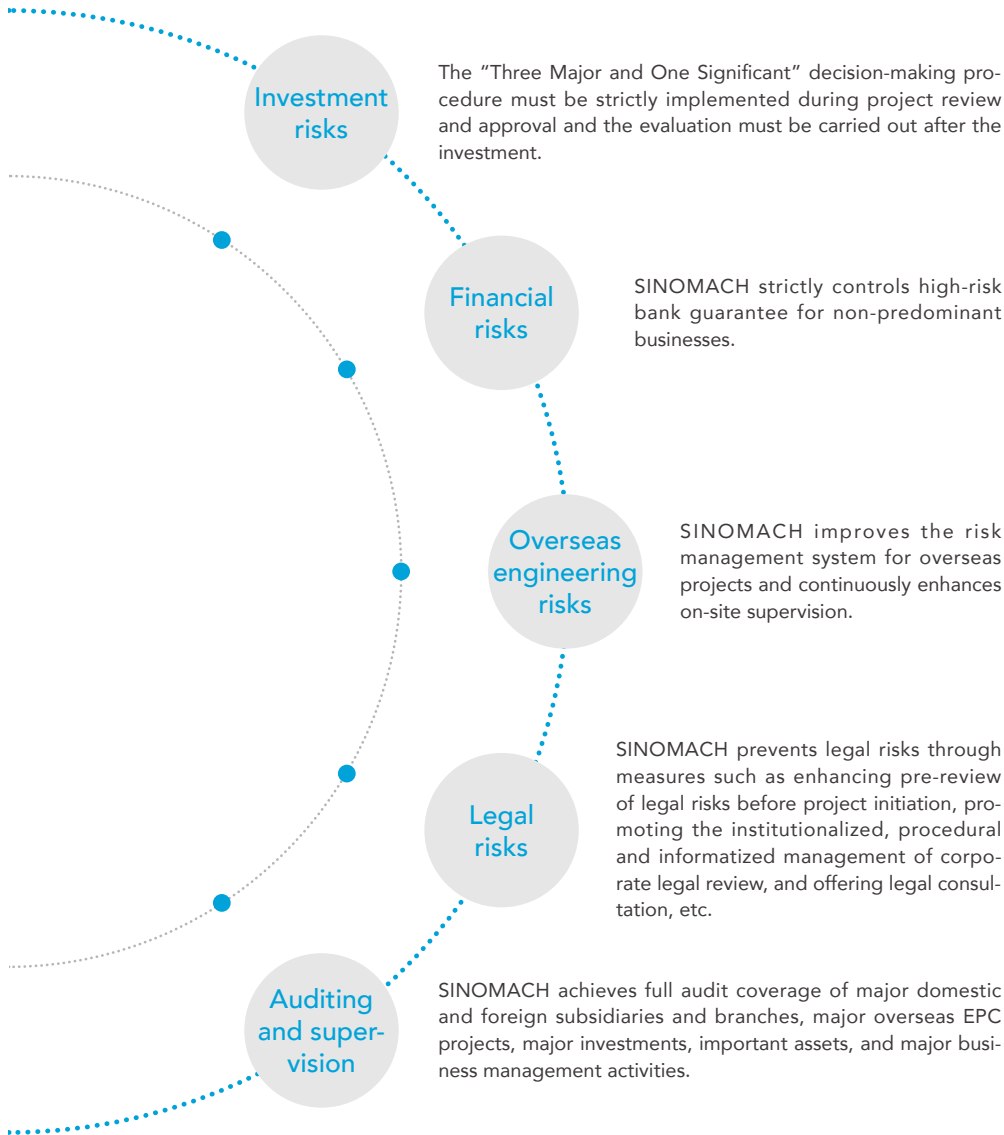 Investment
risks
The “Three Major and One Significant” decision-making pro-
cedure must be strictly implemented during project review
and approval and the evaluation must be carried out after the
investment.
Financial
risks
SINOMACH strictly controls high-risk
bank guarantee for non-predominant
businesses.
Overseas
engineering
risks
SINOMACH improves the risk
management system for overseas
projects and continuously enhances
on-site supervision.
Legal
risks
SINOMACH prevents legal risks through
measures such as enhancing pre-review
of legal risks before project initiation, pro-
moting the institutionalized, procedural
and informatized management of corpo-
rate legal review, and offering legal consul-
tation, etc.
Auditing
and super-
vision
SINOMACH achieves full audit coverage of major domestic
and foreign subsidiaries and branches, major overseas EPC
projects, major investments, important assets, and major busi-
ness management activities.